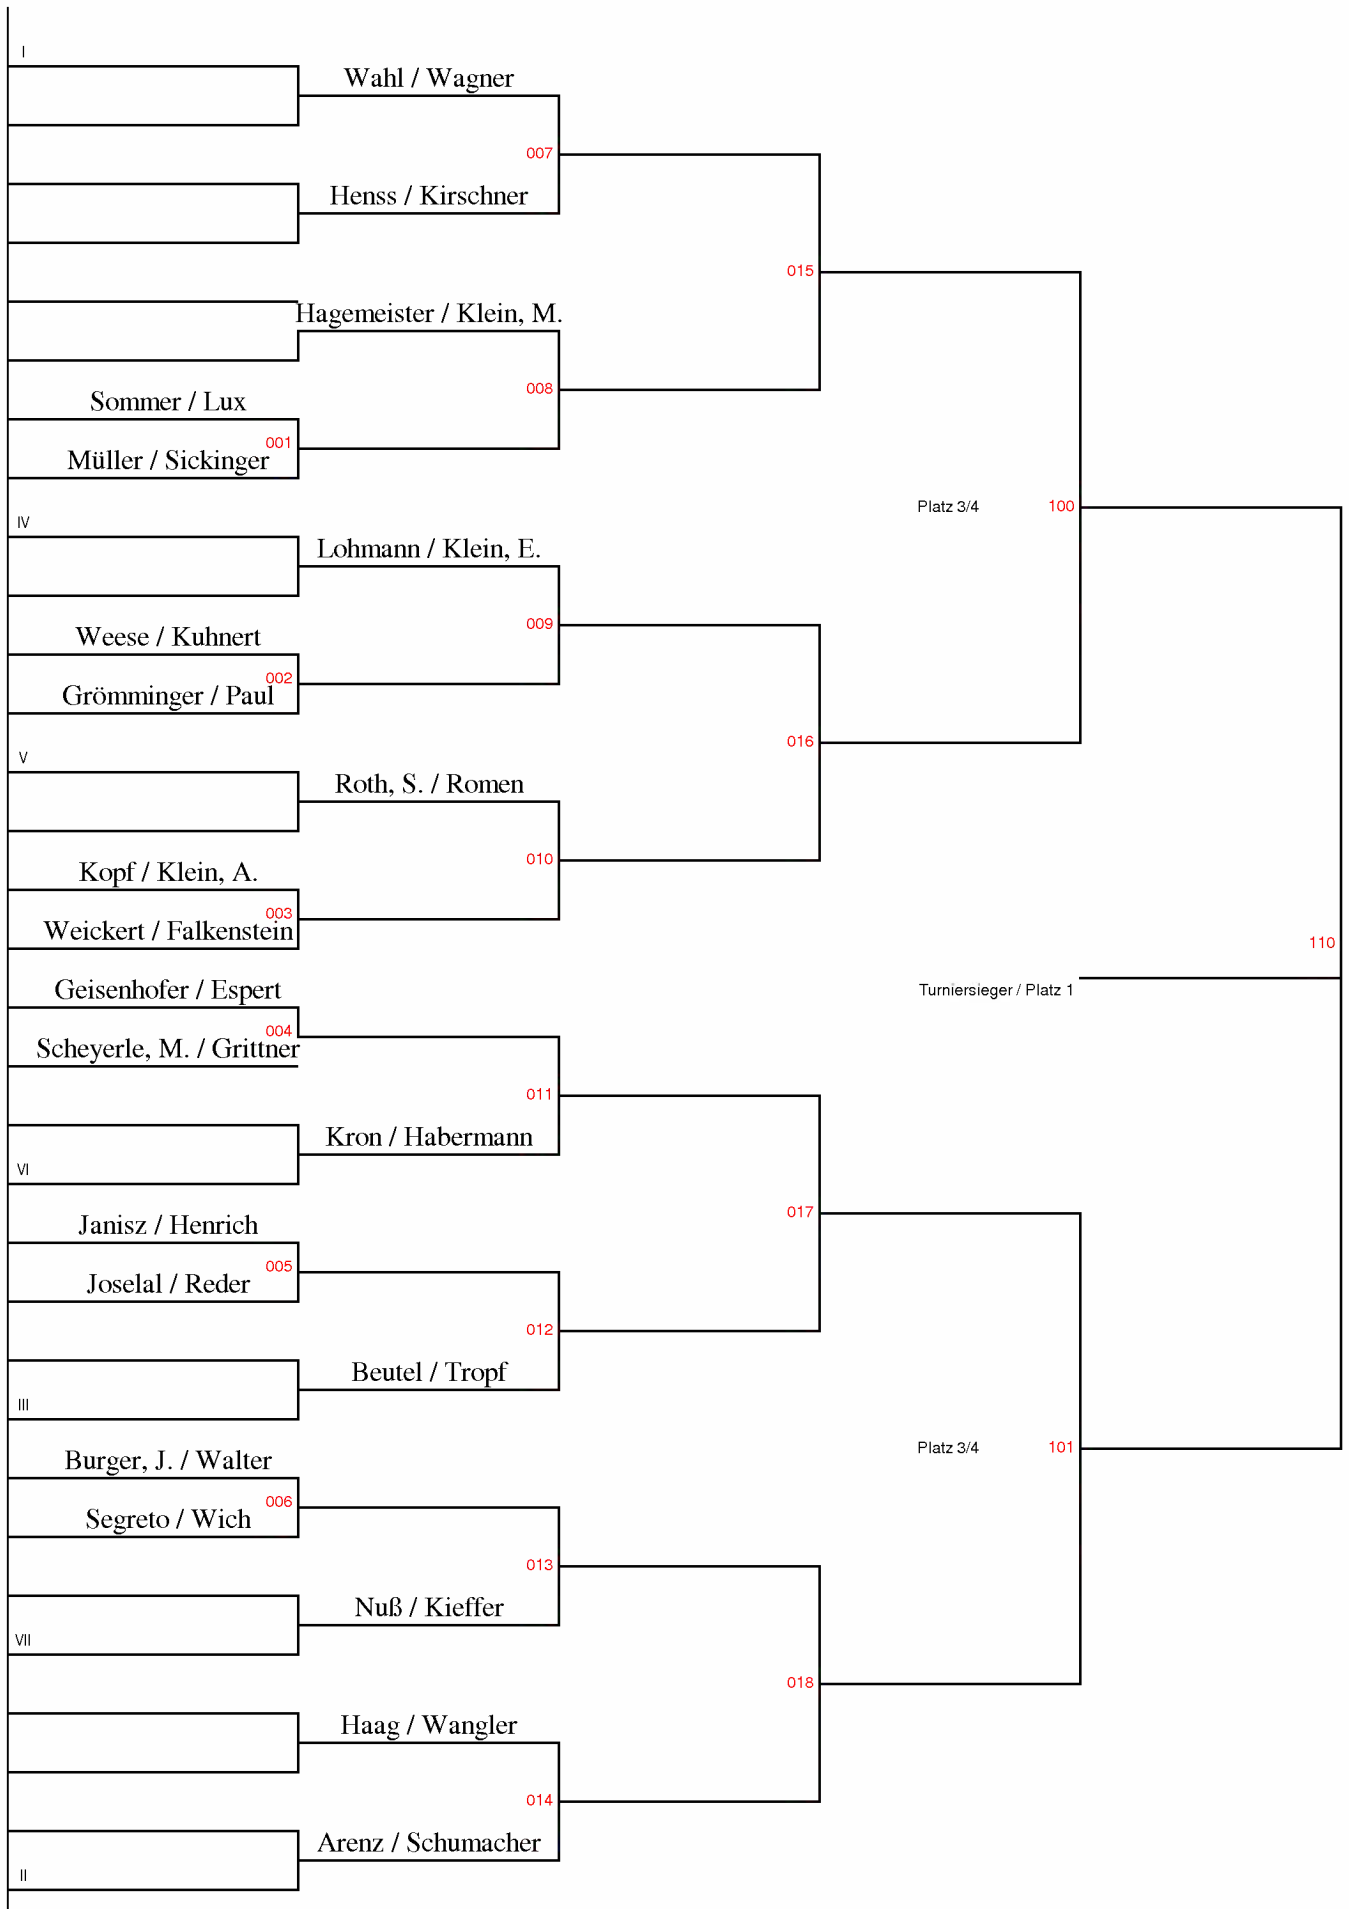 I
Wahl / Wagner
007
Henss / Kirschner
015
Hagemeister / Klein, M.
008
Sommer / Lux
001
Müller / Sickinger
Platz 3/4
100
IV
Lohmann / Klein, E.
009
Weese / Kuhnert
002
Grömminger / Paul
016
V
Roth, S. / Romen
010
Kopf / Klein, A.
003
Weickert / Falkenstein
110
Geisenhofer / Espert
Turniersieger / Platz 1
004
Scheyerle, M. / Grittner
011
Kron / Habermann
VI
017
Janisz / Henrich
005
Joselal / Reder
012
Beutel / Tropf
III
Platz 3/4
101
Burger, J. / Walter
006
Segreto / Wich
013
Nuß / Kieffer
VII
018
Haag / Wangler
014
Arenz / Schumacher
II